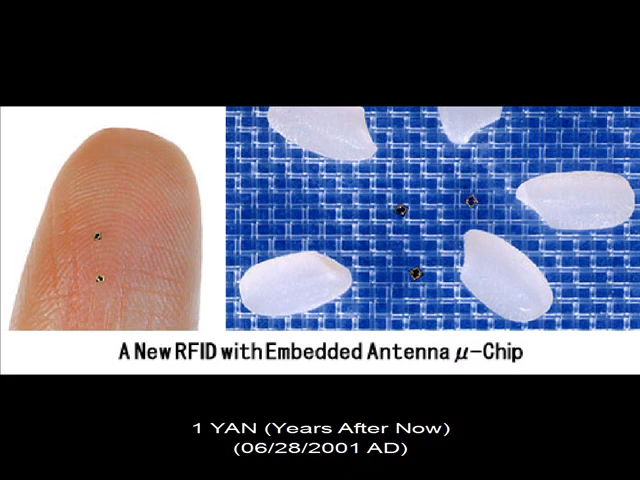 A New RFID with Embedded Antenna μ-Chip
1 YAN (Years After Now)
(06/28/2001 AD)